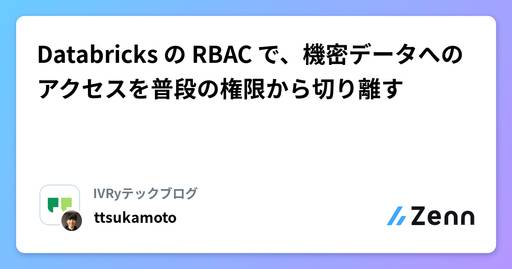 Databricks の RBAC で、機密データへの
アクセスを普段の権限から切り離す
IVRyテックブログ
ttsukamoto
Zenn